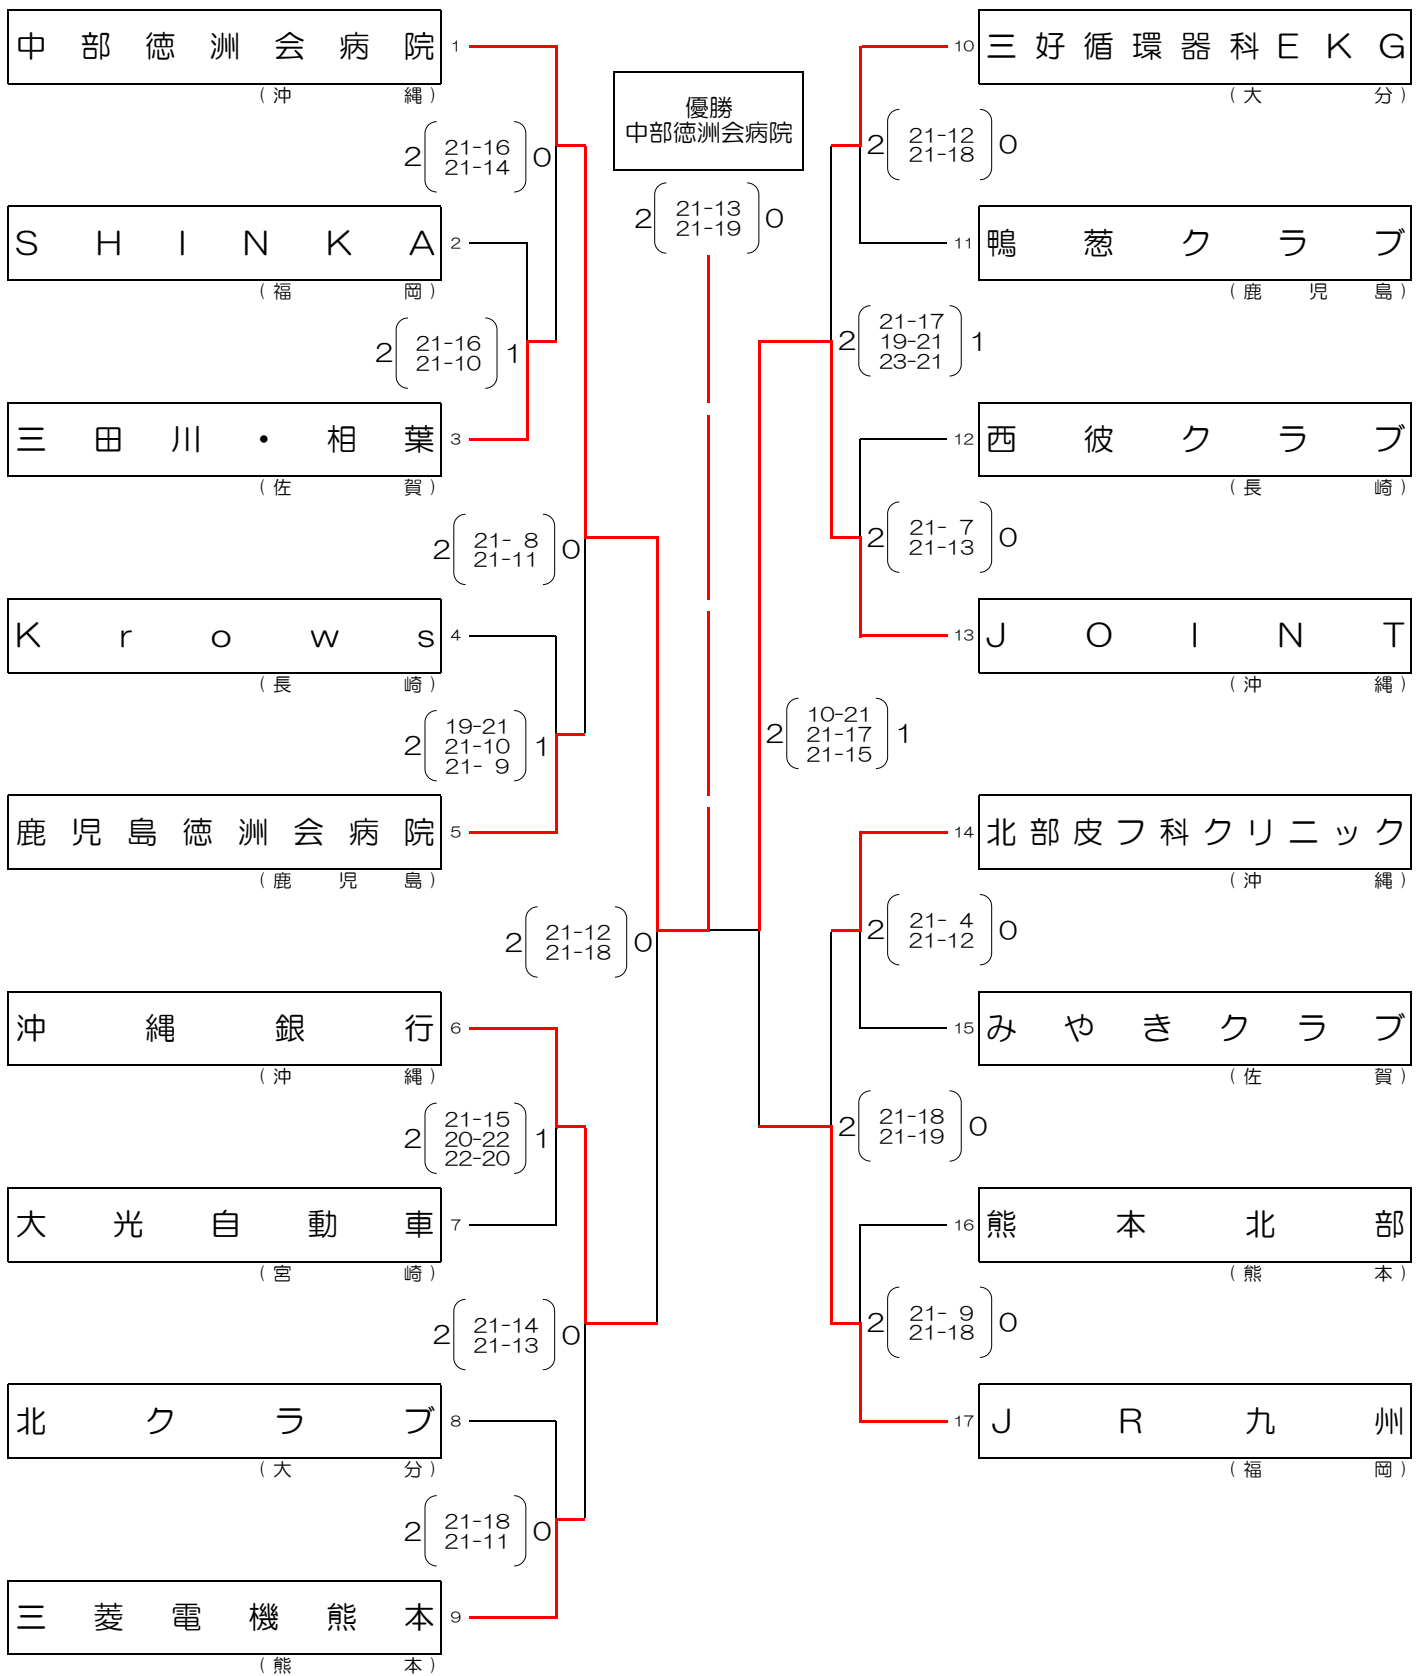 中部徳洲会病院 1
(沖縄)
2 21-16 0
21-14
SHINKA 2
(福岡)
2 21-16 1
21-10
三田川・相葉 3
(佐賀)
2 21- 8 0
21-11
Krows 4
(長崎)
19-21
2 21-10 1
21- 9
鹿児島徳洲会病院 5
(鹿児島)
2 21-12 0
21-18
沖縄銀行 6
(沖縄)
21-15
2 20-22 1
22-20
大光自動車 7
(宮崎)
2 21-14 0
21-13
北クラブ 8
(大分)
2 21-18 0
21-11
三菱電機熊本 9
(熊本)
優勝
中部徳洲会病院
2 21-13 0
21-19
10 三好循環器科EKG
(大分)
2 21-12 0
21-18
11 鴨葱クラブ
(鹿児島)
21-17
2 19-21 1
23-21
12 西彼クラブ
(長崎)
2 21- 7 0
21-13
13 JOINT
(沖縄)
10-21
2 21-17 1
21-15
14 北部皮フ科クリニック
(沖縄)
2 21- 4 0
21-12
15 みやきクラブ
(佐賀)
2 21-18 0
21-19
16 熊本北部
(熊本)
2 21- 9 0
21-18
17 JR九州
(福岡)